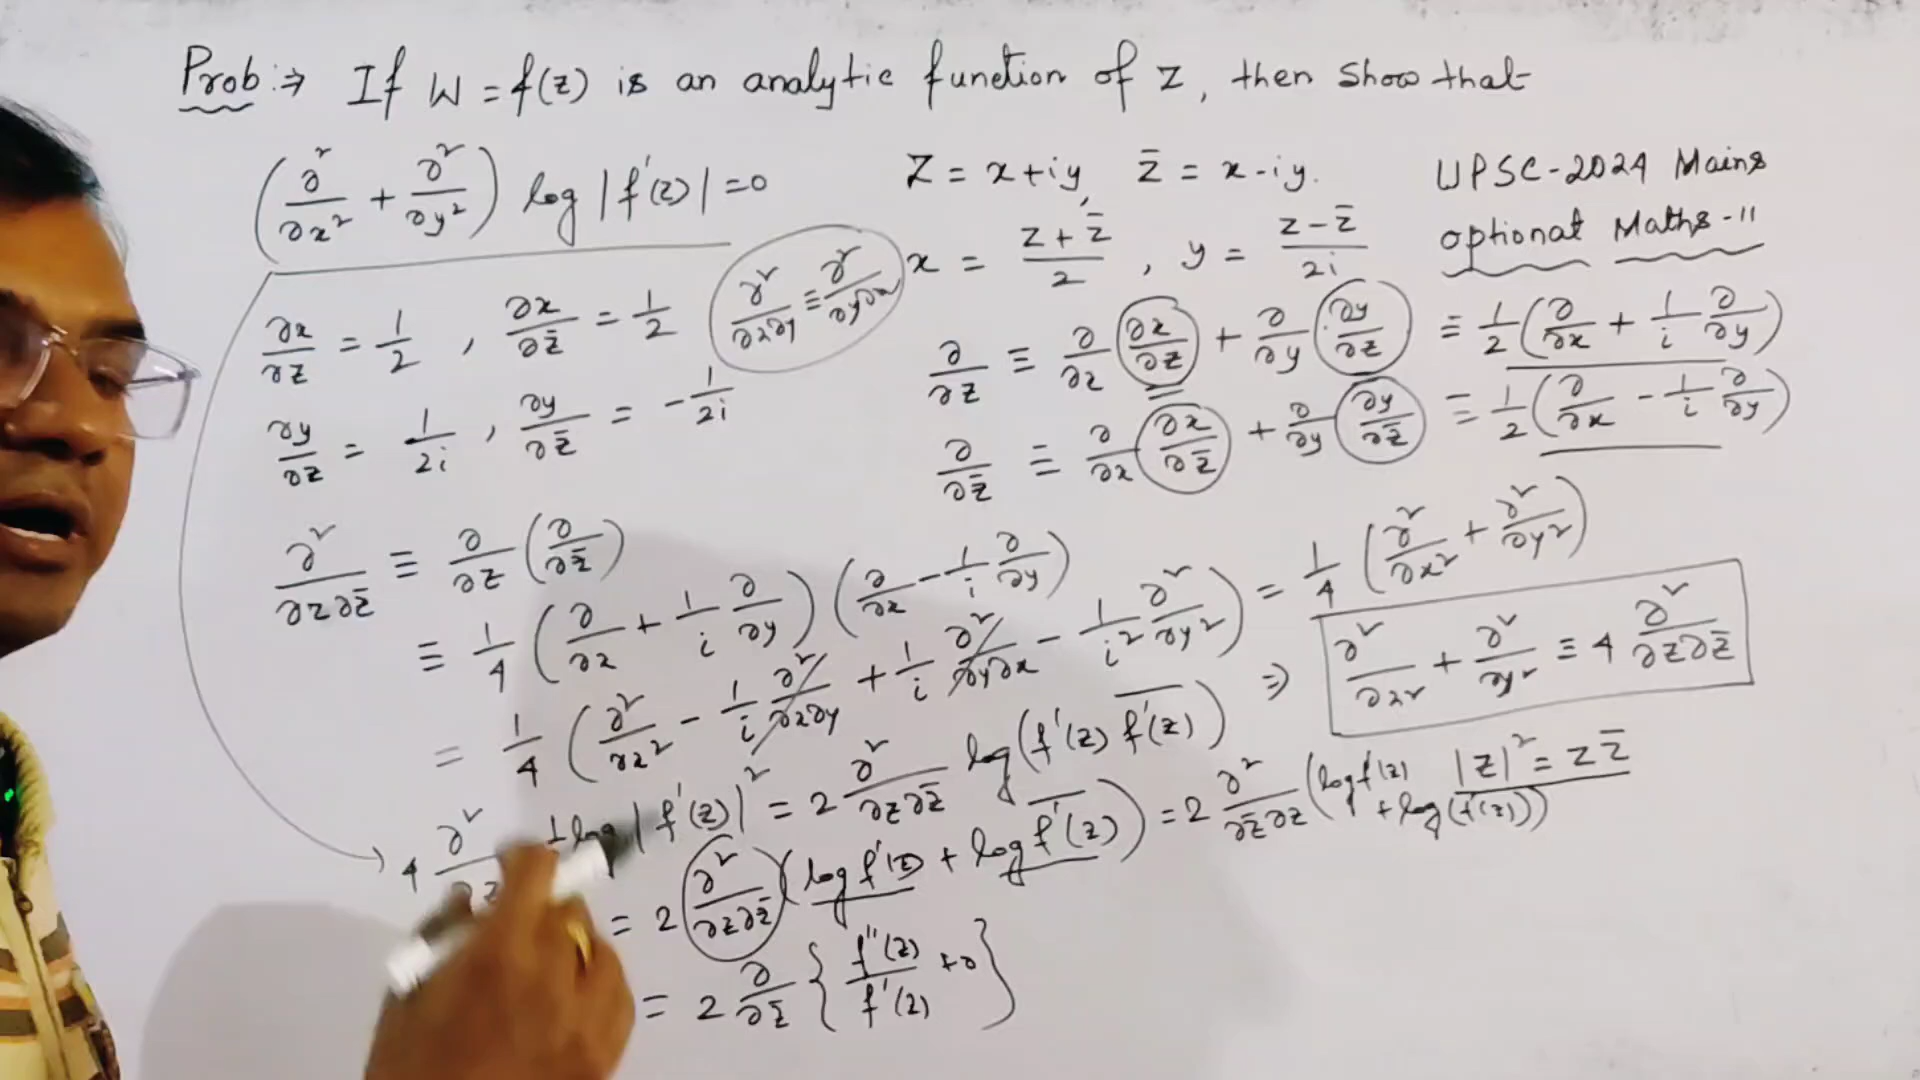 Prob :⇒ If W = f(z) is an analytic function of z, then show that
(∂²/∂x² + ∂²/∂y²) log |f'(z)| = 0
z = x+iy, z̄ = x-iy.
UPSC-2024 Mains
optional Maths-II
x = (z + z̄)/2 , y = (z - z̄)/2i
∂x/∂z = 1/2 , ∂x/∂z̄ = 1/2
∂²/∂x∂y ≡ ∂²/∂y∂x
∂y/∂z = 1/2i , ∂y/∂z̄ = -1/2i
∂/∂z ≡ ∂/∂x ∂x/∂z + ∂/∂y ∂y/∂z ≡ 1/2 (∂/∂x + 1/i ∂/∂y)
∂/∂z̄ ≡ ∂/∂x ∂x/∂z̄ + ∂/∂y ∂y/∂z̄ ≡ 1/2 (∂/∂x - 1/i ∂/∂y)
∂²/∂z∂z̄ ≡ ∂/∂z (∂/∂z̄)
≡ 1/4 (∂/∂x + 1/i ∂/∂y) (∂/∂x - 1/i ∂/∂y)
= 1/4 (∂²/∂x² - 1/i ∂²/∂x∂y + 1/i ∂²/∂y∂x - 1/i² ∂²/∂y²) = 1/4 (∂²/∂x² + ∂²/∂y²)
⇒ ∂²/∂x² + ∂²/∂y² ≡ 4 ∂²/∂z∂z̄
4 ∂²/∂z log |f'(z)|² = 2 ∂²/∂z∂z̄ log (f'(z) \overline{f'(z)})
|z|² = z z̄
= 2 ∂²/∂z∂z̄ (log f'(z) + log \overline{f'(z)}) = 2 ∂²/∂z̄∂z (log f'(z) + log (f'(z)))
= 2 ∂/∂z̄ { f''(z)/f'(z) + 0 }